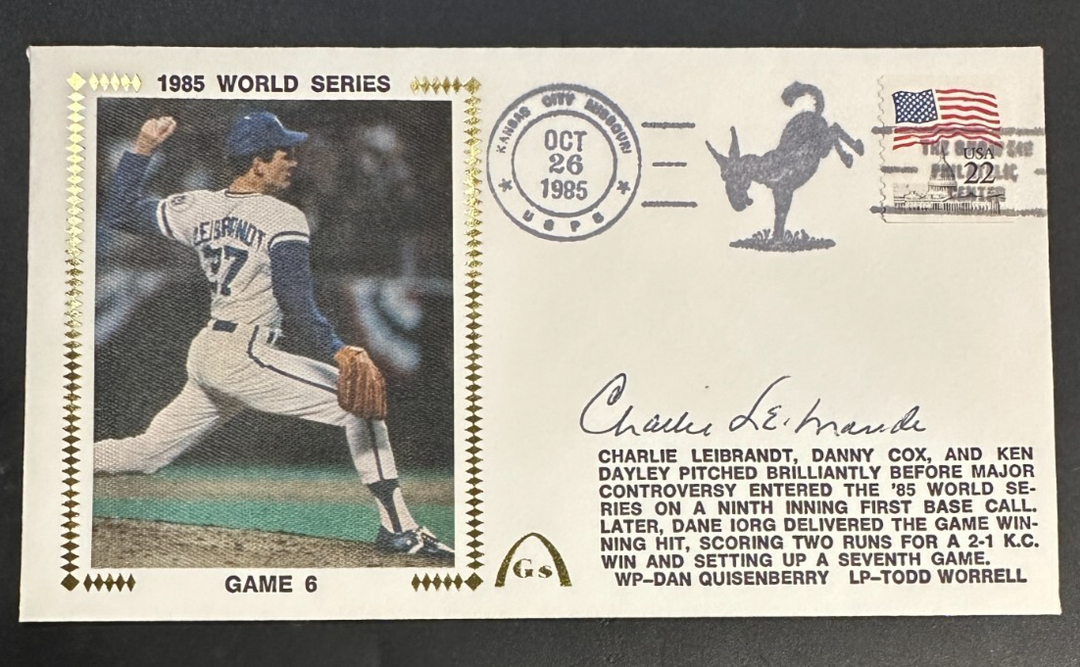 1985 WORLD SERIES
LEIBRANDT
37
GAME 6
KANSAS CITY MISSOURI
OCT
26
1985
USPS
USA
22
PHILATELIC
CENTER
Charlie Leibrandt
CHARLIE LEIBRANDT, DANNY COX, AND KEN
DAYLEY PITCHED BRILLIANTLY BEFORE MAJOR
CONTROVERSY ENTERED THE '85 WORLD SE-
RIES ON A NINTH INNING FIRST BASE CALL.
LATER, DANE IORG DELIVERED THE GAME WIN-
NING HIT, SCORING TWO RUNS FOR A 2-1 K.C.
WIN AND SETTING UP A SEVENTH GAME.
WP–DAN QUISENBERRY LP–TODD WORRELL
Gs